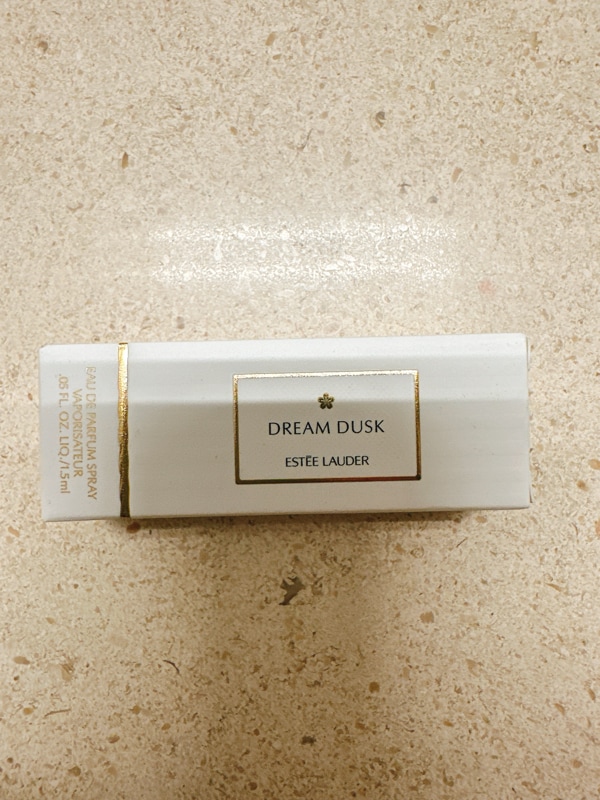 DREAM DUSK
ESTĒE LAUDER
EAU DE PARFUM SPRAY
VAPORISATEUR
.05 FL. OZ. LIQ/1.5ml